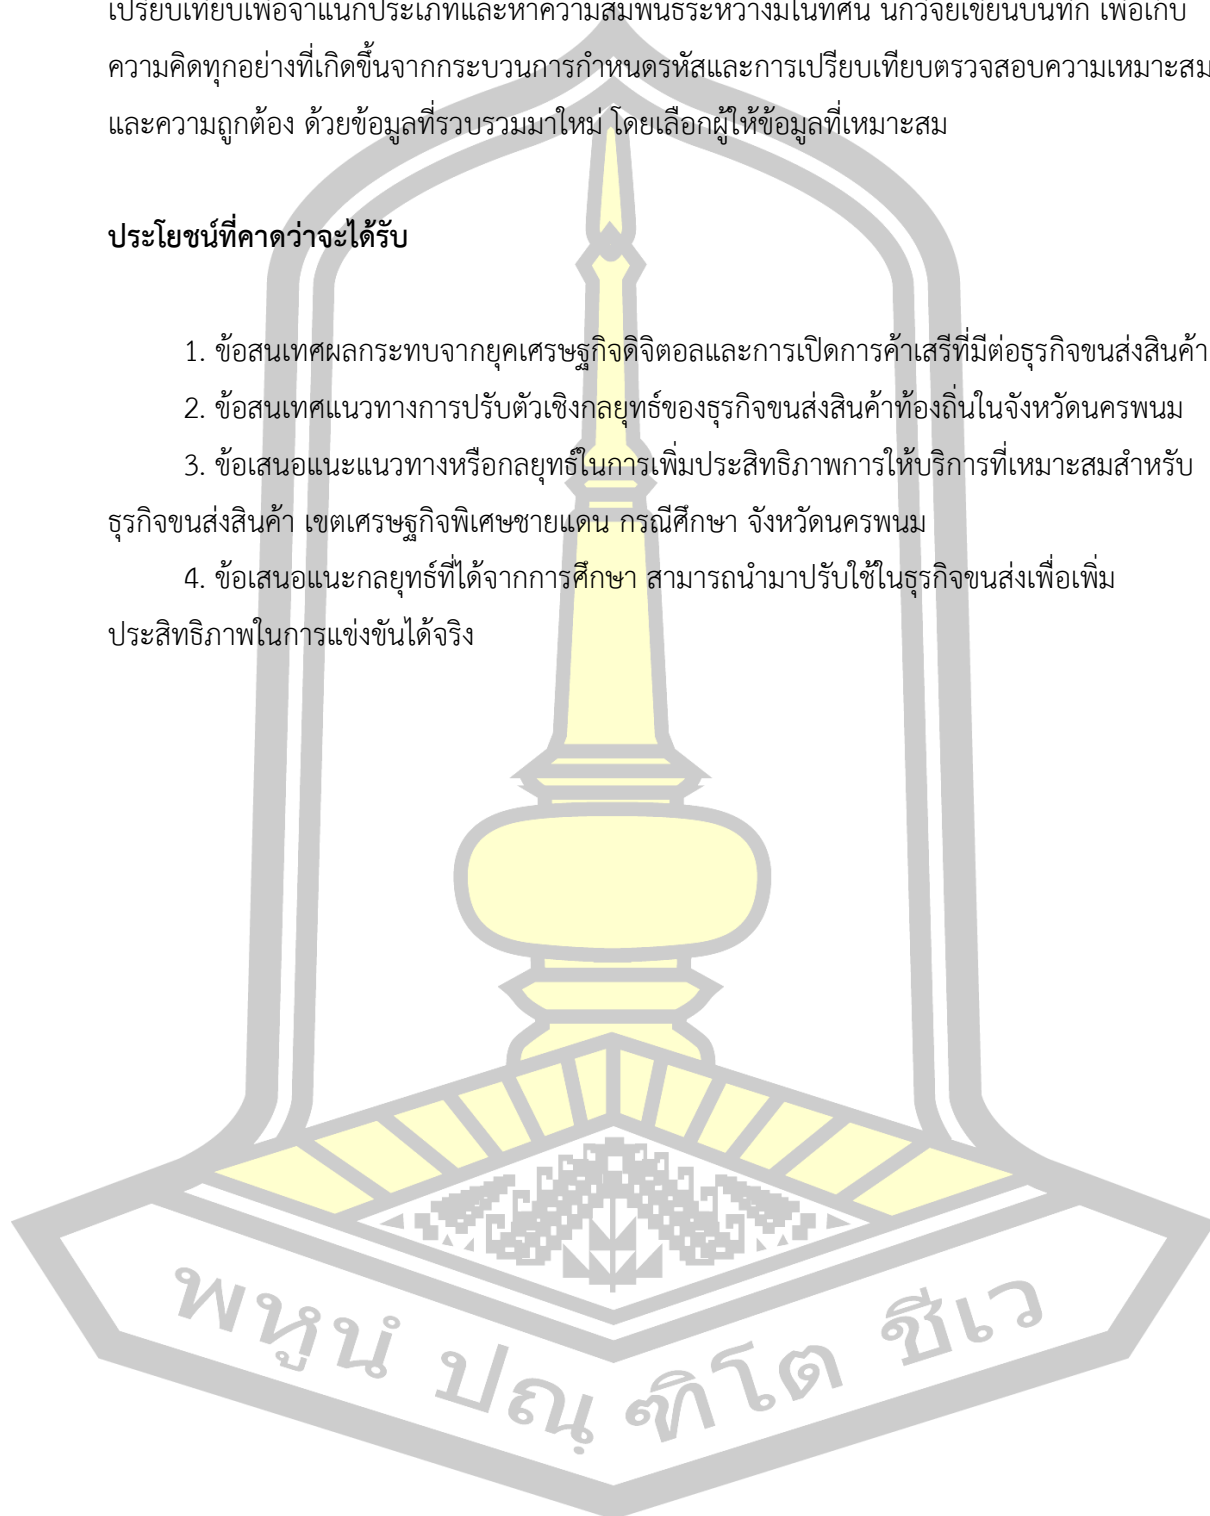 เปรียบเทียบเพื่อจำแนกประเภทและหาความสัมพันธ์ระหว่างมโนทัศน์ นักวิจัยเขียนบันทึก เพื่อเก็บ
ความคิดทุกอย่างที่เกิดขึ้นจากกระบวนการกำหนดรหัสและการเปรียบเทียบตรวจสอบความเหมาะสม
และความถูกต้อง ด้วยข้อมูลที่รวบรวมมาใหม่ โดยเลือกผู้ให้ข้อมูลที่เหมาะสม
ประโยชน์ที่คาดว่าจะได้รับ
1. ข้อสนเทศผลกระทบจากยุคเศรษฐกิจดิจิตอลและการเปิดการค้าเสรีที่มีต่อธุรกิจขนส่งสินค้า
2. ข้อสนเทศแนวทางการปรับตัวเชิงกลยุทธ์ของธุรกิจขนส่งสินค้าท้องถิ่นในจังหวัดนครพนม
3. ข้อเสนอแนะแนวทางหรือกลยุทธ์ในการเพิ่มประสิทธิภาพการให้บริการที่เหมาะสมสำหรับ
ธุรกิจขนส่งสินค้า เขตเศรษฐกิจพิเศษชายแดน กรณีศึกษา จังหวัดนครพนม
4. ข้อเสนอแนะกลยุทธ์ที่ได้จากการศึกษา สามารถนำมาปรับใช้ในธุรกิจขนส่งเพื่อเพิ่ม
ประสิทธิภาพในการแข่งขันได้จริง
พหูนํ ปณฺฑิโต ชีเว